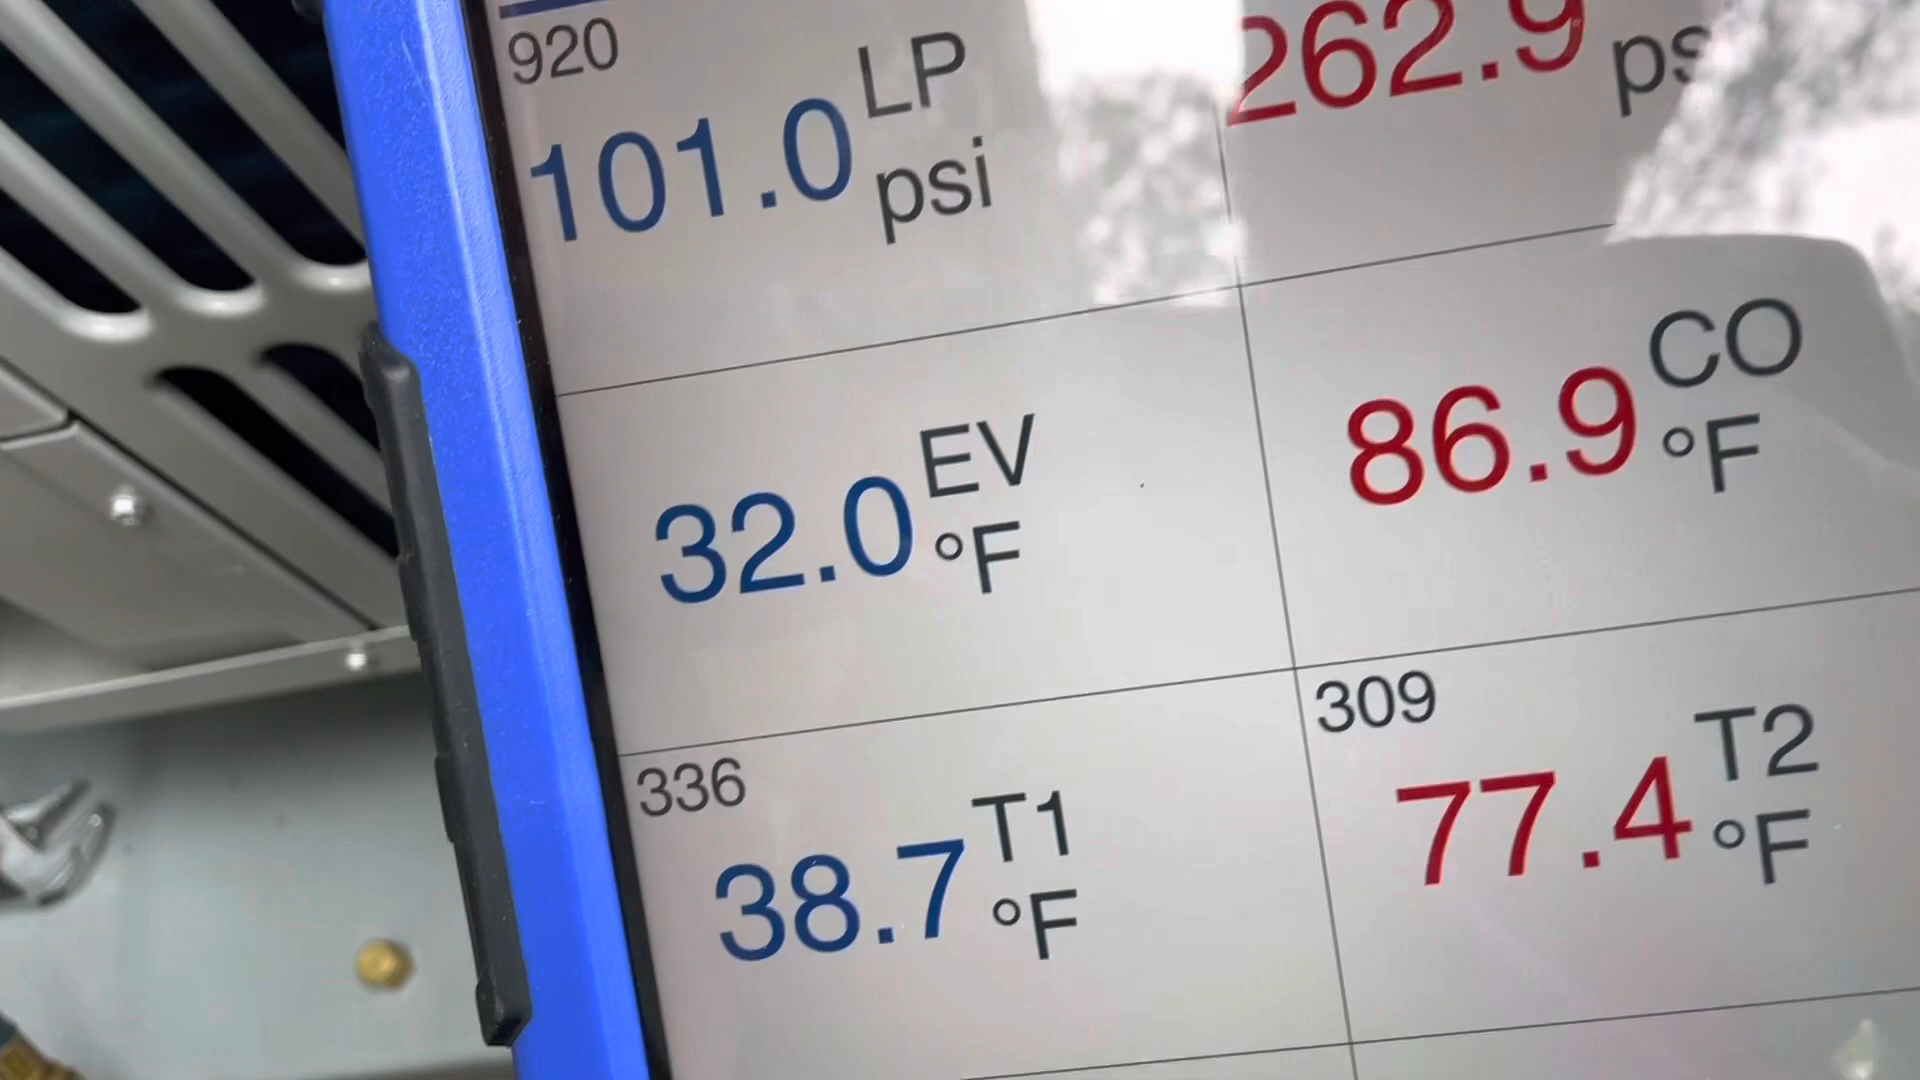 920
LP
101.0
psi
262.9
EV
32.0
°F
CO
86.9
°F
336
T1
38.7
°F
309
T2
77.4
°F